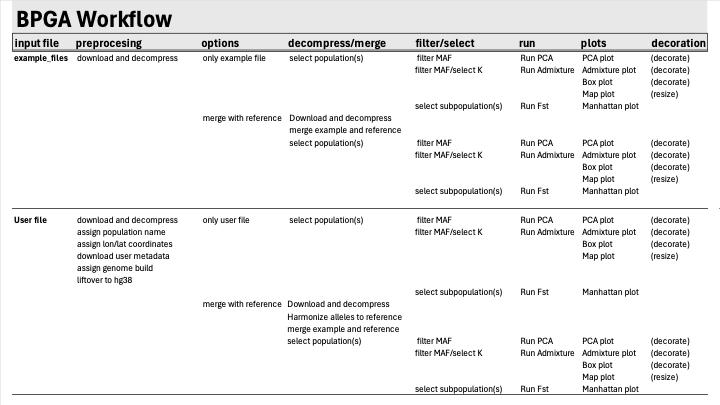 BPGA Workflow
input file preprocesing options decompress/merge filter/select run plots decoration
example_files download and decompress only example file select population(s) filter MAF Run PCA PCA plot (decorate)
filter MAF/select K Run Admixture Admixture plot (decorate)
Box plot (decorate)
Map plot (resize)
select subpopulation(s) Run Fst Manhattan plot
merge with reference Download and decompress
merge example and reference
select population(s) filter MAF Run PCA PCA plot (decorate)
filter MAF/select K Run Admixture Admixture plot (decorate)
Box plot (decorate)
Map plot (resize)
select subpopulation(s) Run Fst Manhattan plot
User file download and decompress only user file select population(s) filter MAF Run PCA PCA plot (decorate)
assign population name filter MAF/select K Run Admixture Admixture plot (decorate)
assign lon/lat coordinates Box plot (decorate)
download user metadata Map plot (resize)
assign genome build
liftover to hg38
select subpopulation(s) Run Fst Manhattan plot
merge with reference Download and decompress
Harmonize alleles to reference
merge example and reference
select population(s) filter MAF Run PCA PCA plot (decorate)
filter MAF/select K Run Admixture Admixture plot (decorate)
Box plot (decorate)
Map plot (resize)
select subpopulation(s) Run Fst Manhattan plot